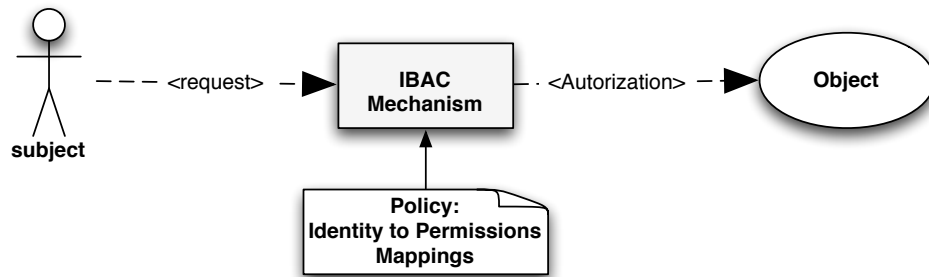 subject
<request>
IBAC
Mechanism
<Autorization>
Object
Policy:
Identity to Permissions
Mappings